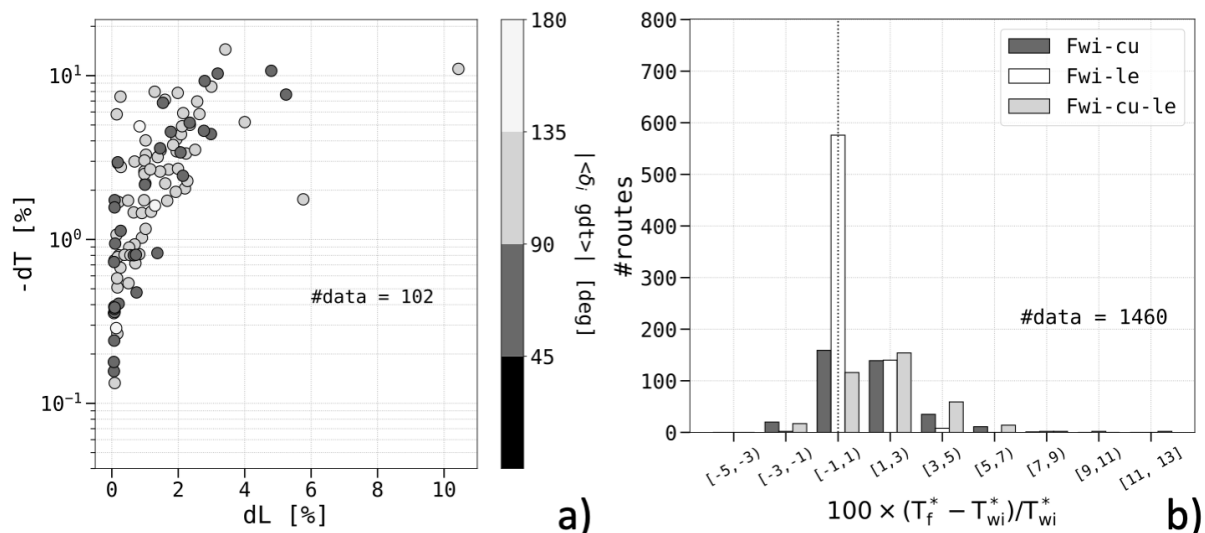 10¹
10⁰
10⁻¹
-dT [%]
0 2 4 6 8 10
dL [%]
#data = 102
180
135
90
45
|<δᵢ gdt>| [deg]
a)
800
700
600
500
400
300
200
100
0
#routes
Fwi-cu
Fwi-le
Fwi-cu-le
#data = 1460
[-5,-3) [-3,-1) [-1,1) [1,3) [3,5) [5,7) [7,9) [9,11) [11, 13]
100 × (T*f − T*wi)/T*wi
b)